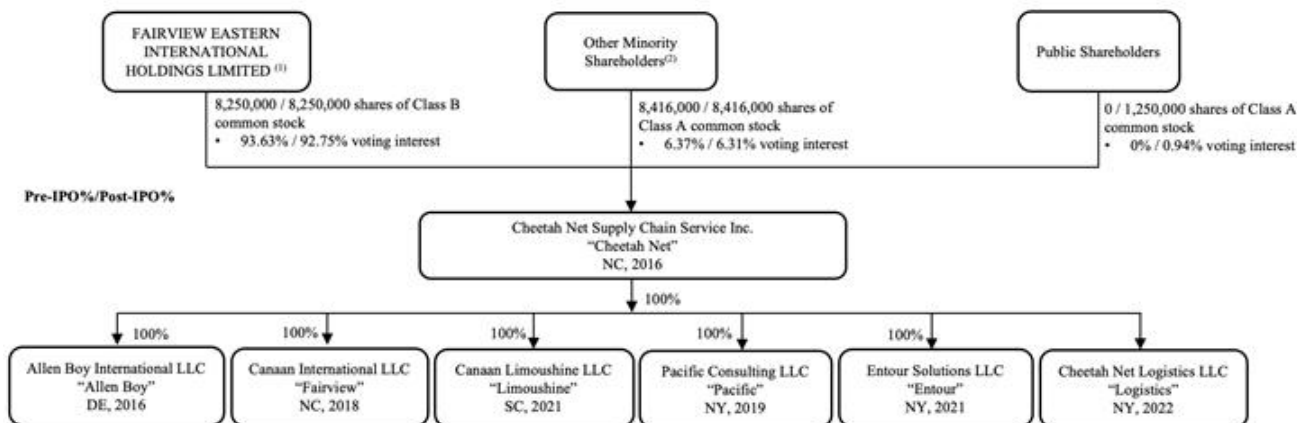 FAIRVIEW EASTERN
INTERNATIONAL
HOLDINGS LIMITED (1)
Other Minority
Shareholders(2)
Public Shareholders
8,250,000 / 8,250,000 shares of Class B
common stock
• 93.63% / 92.75% voting interest
8,416,000 / 8,416,000 shares of
Class A common stock
• 6.37% / 6.31% voting interest
0 / 1,250,000 shares of Class A
common stock
• 0% / 0.94% voting interest
Pre-IPO%/Post-IPO%
Cheetah Net Supply Chain Service Inc.
“Cheetah Net”
NC, 2016
100%
100%
100%
100%
100%
100%
Allen Boy International LLC
“Allen Boy”
DE, 2016
Canaan International LLC
“Fairview”
NC, 2018
Canaan Limoushine LLC
“Limoushine”
SC, 2021
Pacific Consulting LLC
“Pacific”
NY, 2019
Entour Solutions LLC
“Entour”
NY, 2021
Cheetah Net Logistics LLC
“Logistics”
NY, 2022